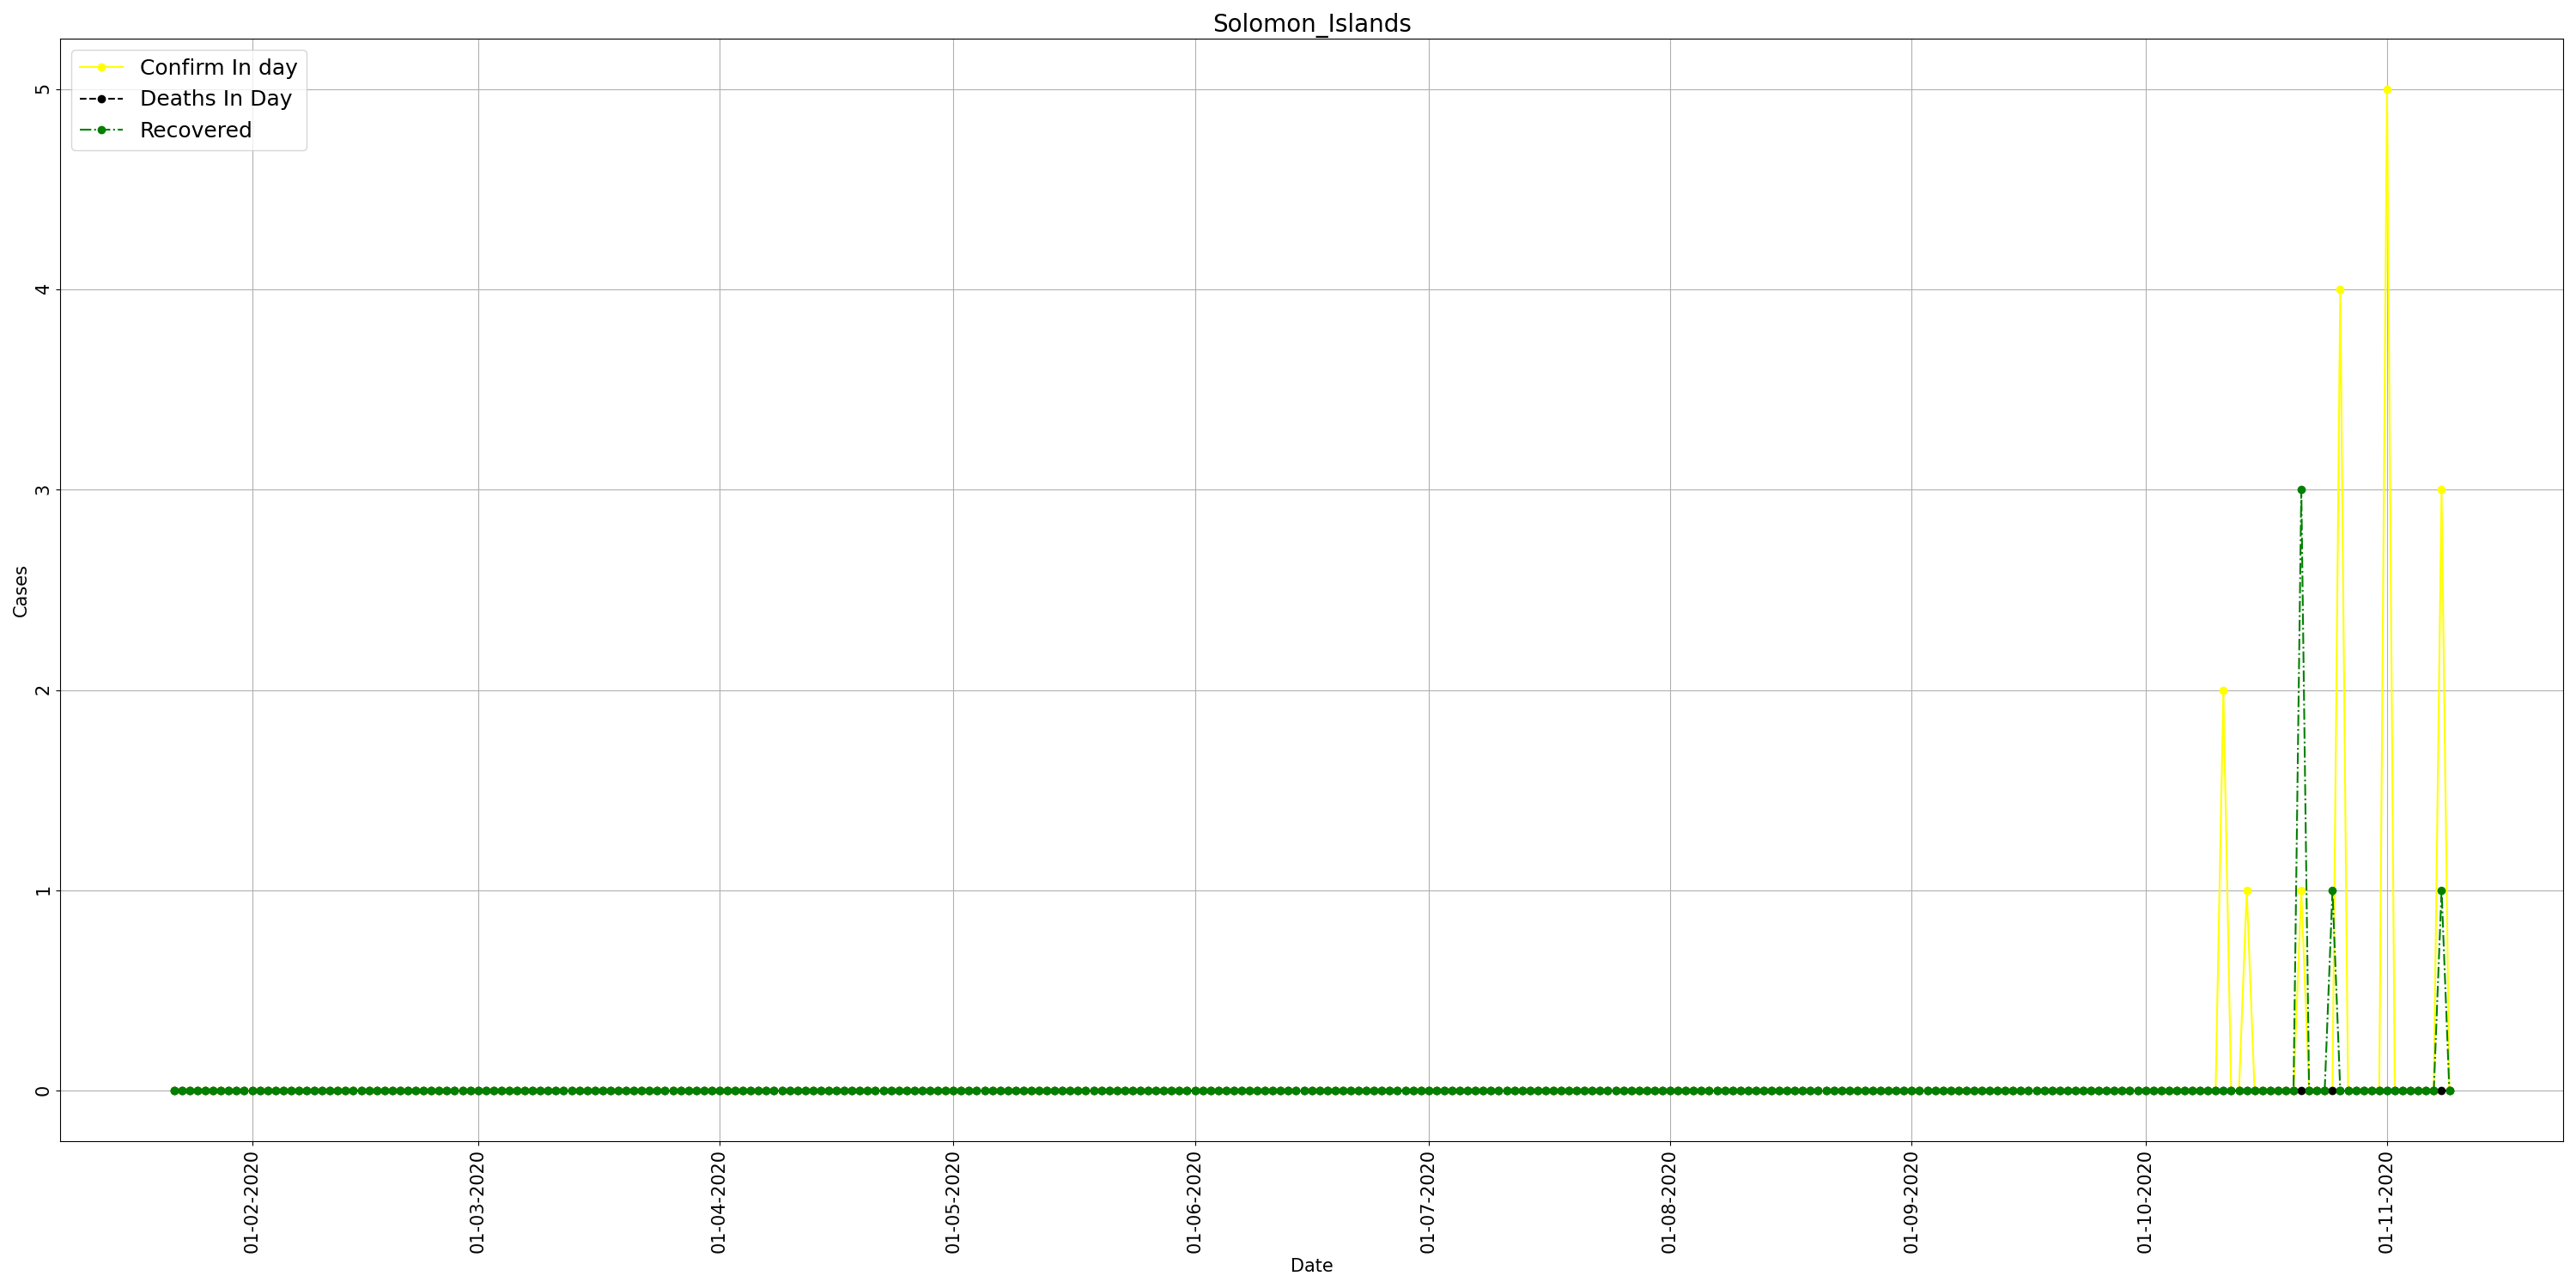 Solomon_Islands
Confirm In day
Deaths In Day
Recovered
Cases
5
4
3
2
1
0
01-02-2020
01-03-2020
01-04-2020
01-05-2020
01-06-2020
01-07-2020
01-08-2020
01-09-2020
01-10-2020
01-11-2020
Date